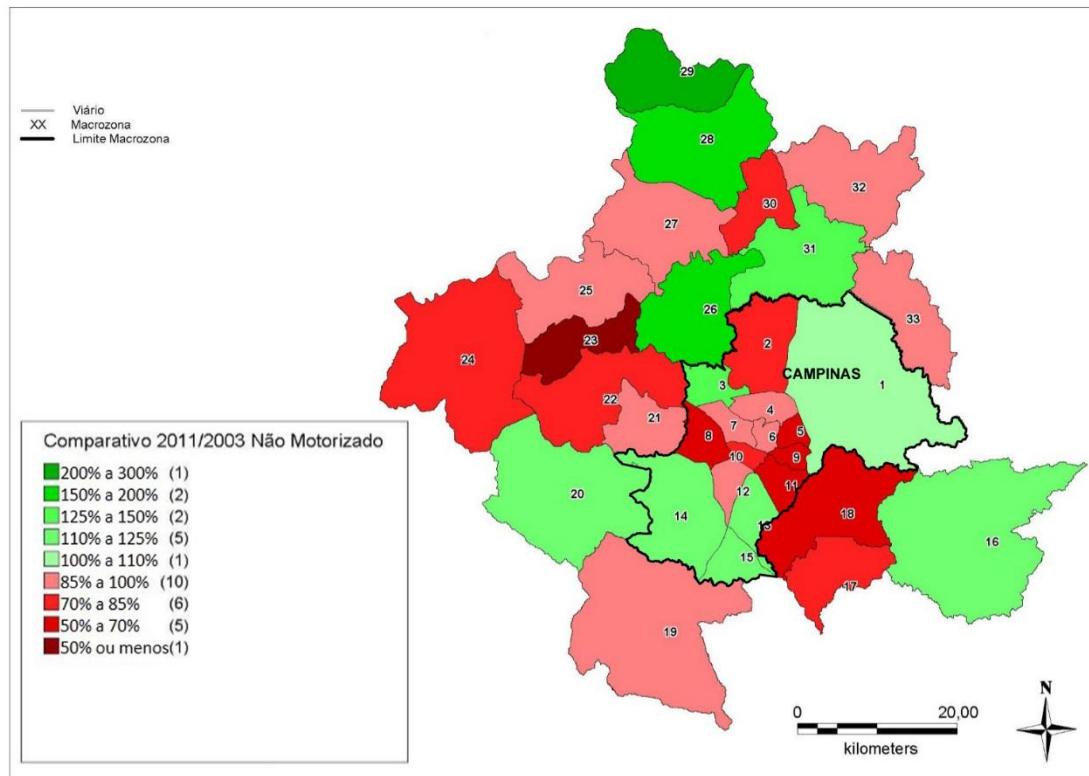 29
Viário
XX Macrozona
Limite Macrozona
28
32
30
27
31
25
26
33
23
2
24
CAMPINAS
1
3
22
4
21
7
8
6
5
10
9
11
12
20
14
13
18
16
15
17
19
Comparativo 2011/2003 Não Motorizado
200% a 300% (1)
150% a 200% (2)
125% a 150% (2)
110% a 125% (5)
100% a 110% (1)
85% a 100% (10)
70% a 85% (6)
50% a 70% (5)
50% ou menos(1)
N
0 20,00
kilometers